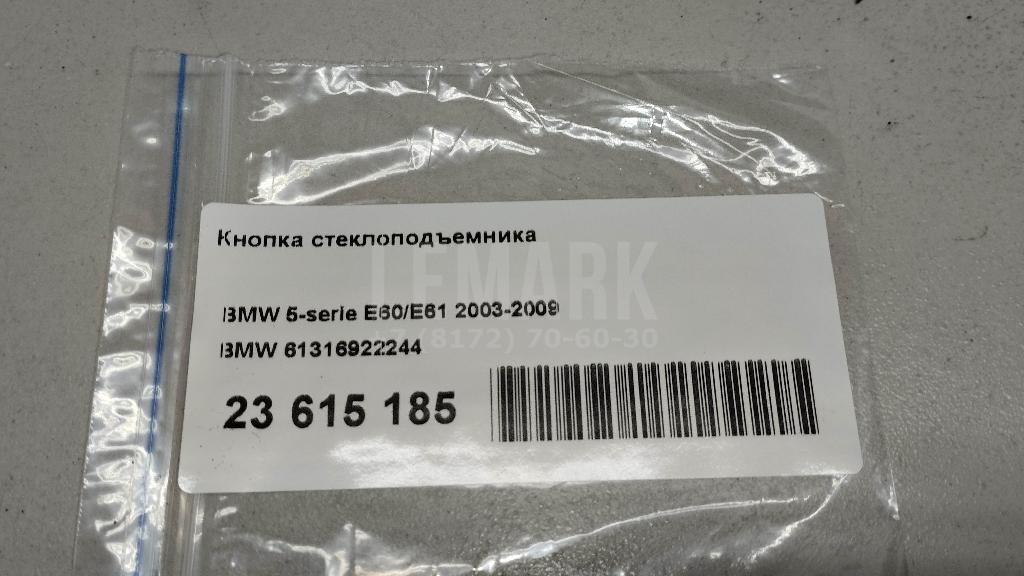 Кнопка стеклоподъемника
LEMARK
BMW 5-serie E60/E61 2003-2009
+7 (8172) 70-60-30
BMW 61316922244
23 615 185